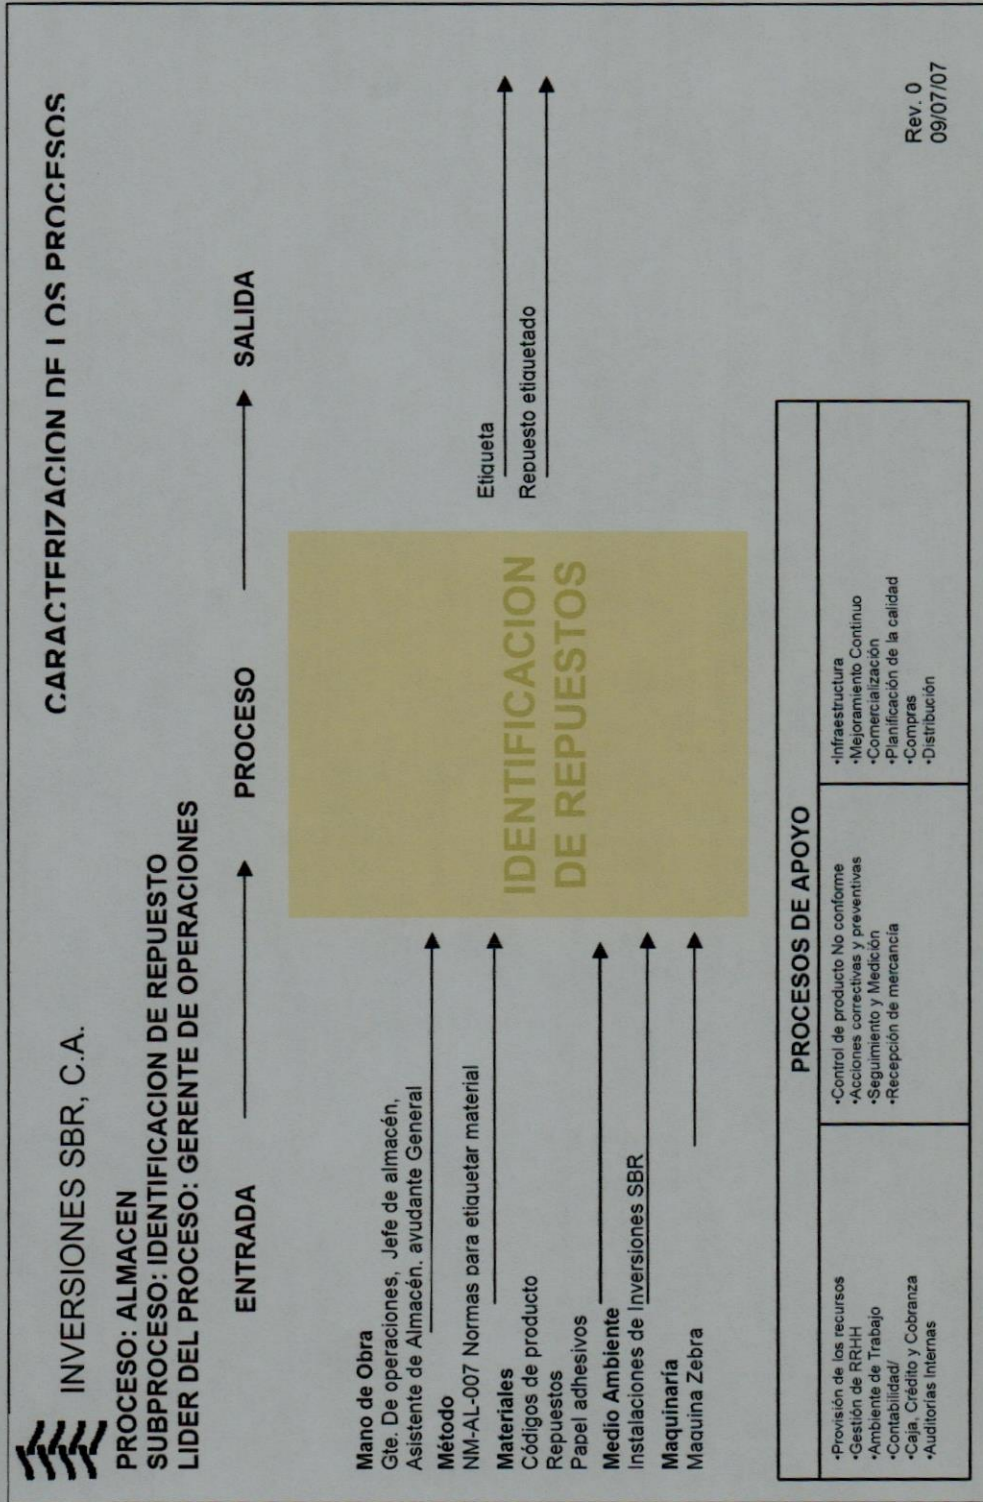 INVERSIONES SBR, C.A.
CARACTERIZACION DE LOS PROCESOS
PROCESO: ALMACEN
SUBPROCESO: IDENTIFICACION DE REPUESTO
LIDER DEL PROCESO: GERENTE DE OPERACIONES
ENTRADA
PROCESO
SALIDA
Mano de Obra
Gte. De operaciones, Jefe de almacén,
Asistente de Almacén, ayudante General
Método
NM-AL-007 Normas para etiquetar material
Materiales
Códigos de producto
Repuestos
Papel adhesivos
Medio Ambiente
Instalaciones de Inversiones SBR
Maquinaría
Maquina Zebra
IDENTIFICACION
DE REPUESTOS
Etiqueta
Repuesto etiquetado
PROCESOS DE APOYO
•Provisión de los recursos
•Gestión de RRHH
•Ambiente de Trabajo
•Contabilidad/
•Caja, Crédito y Cobranza
•Auditorias Internas
•Control de producto No conforme
•Acciones correctivas y preventivas
•Seguimiento y Medición
•Recepción de mercancía
•Infraestructura
•Mejoramiento Continuo
•Comercialización
•Planificación de la calidad
•Compras
•Distribución
Rev. 0
09/07/07